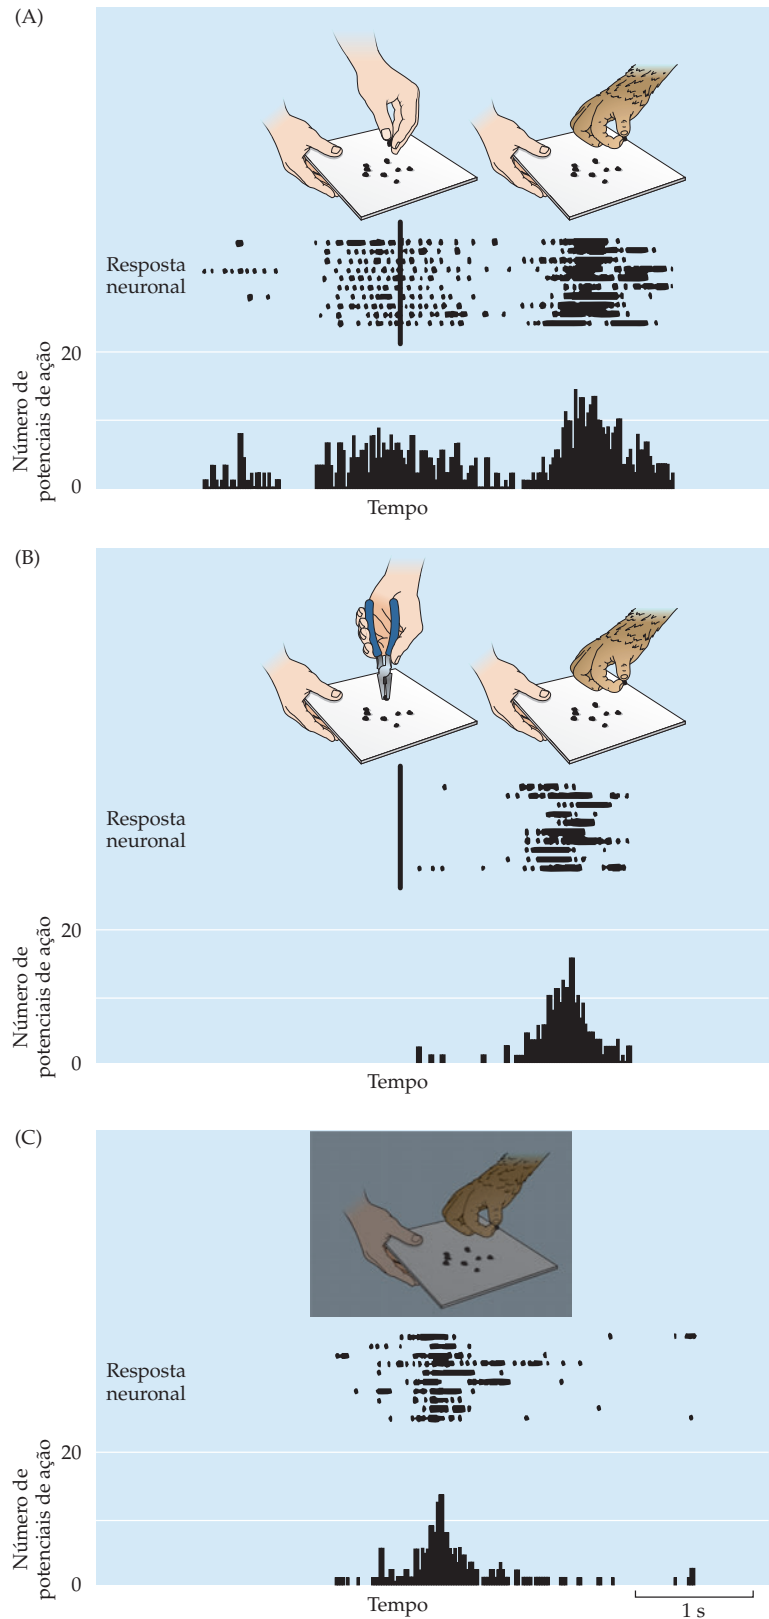 (A)
Resposta
neuronal
Número de
potenciais de ação
20
0
Tempo
(B)
Resposta
neuronal
Número de
potenciais de ação
20
0
Tempo
(C)
Resposta
neuronal
Número de
potenciais de ação
20
0
Tempo
1 s